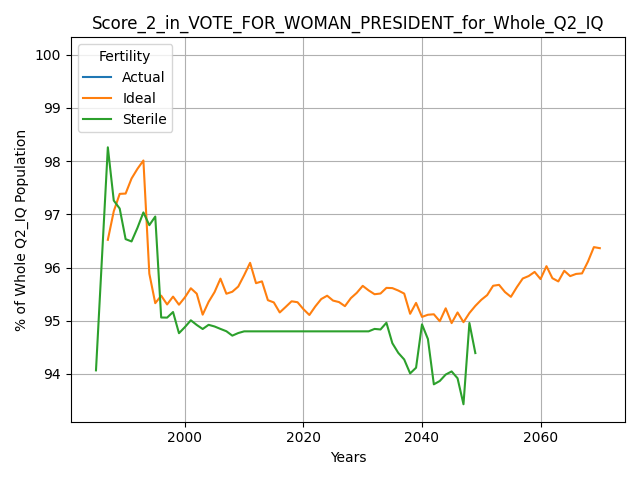 Score_2_in_VOTE_FOR_WOMAN_PRESIDENT_for_Whole_Q2_IQ
Fertility
Actual
Ideal
Sterile
% of Whole Q2_IQ Population
100
99
98
97
96
95
94
2000
2020
2040
2060
Years